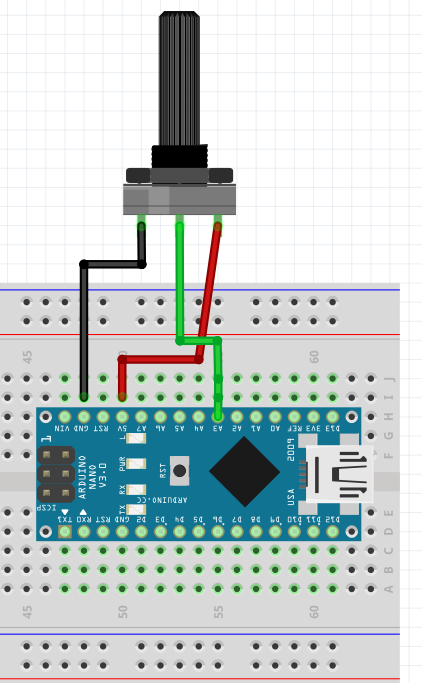 45
50
60
J
I
H
G
F
VIN GND RST 5V A7 A6 A5 A4 A3 A2 A1 A0 REF 3V3 D13
1
L
PWR
RX
TX
RST
ARDUINO
NANO
V3.0
ARDUINO.CC
2009
USA
ICSP
TX1 RX0 RST GND D2 D3 D4 D5 D6 D7 D8 D9 D10 D11 D12
E
D
C
B
A
45
50
55
60